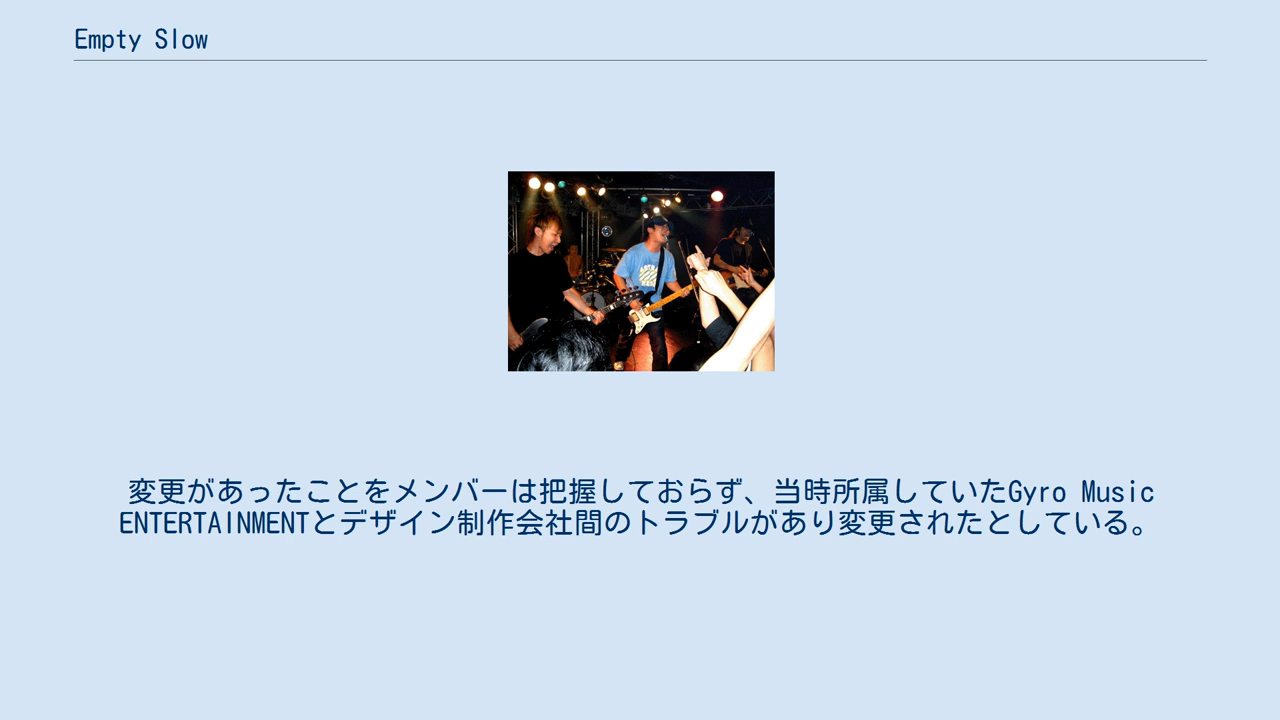 Empty Slow
変更があったことをメンバーは把握しておらず、当時所属していたGyro Music
ENTERTAINMENTとデザイン制作会社間のトラブルがあり変更されたとしている。